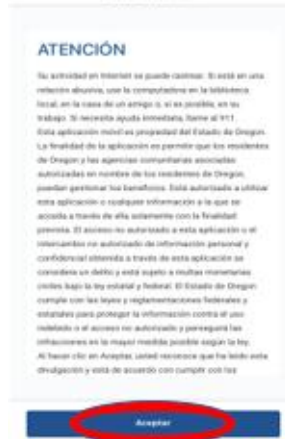 ATENCIÓN
Su actividad en Internet se puede rastrear. Si está en una
relación abusiva, use la computadora en la biblioteca
local, en la casa de un amigo o, si es posible, en su
trabajo. Si necesita ayuda inmediata, llame al 911.
Esta aplicación móvil es propiedad del Estado de Oregon.
La finalidad de la aplicación es permitir que los residentes
de Oregon y las agencias comunitarias asociadas
autorizadas en nombre de los residentes de Oregon,
puedan gestionar los beneficios. Está autorizado a utilizar
esta aplicación o cualquier información a la que se
acceda a través de ella solamente con la finalidad
prevista. El acceso no autorizado a esta aplicación o el
intercambio no autorizado de información personal y
confidencial obtenida a través de esta aplicación se
considera un delito y está sujeto a multas monetarias
civiles bajo la ley estatal y federal. El Estado de Oregon
cumple con las leyes y reglamentaciones federales y
estatales para proteger la información contra el uso
indebido o el acceso no autorizado y perseguirá las
infracciones en la mayor medida posible según la ley.
Al hacer clic en Aceptar, usted reconoce que ha leído esta
divulgación y está de acuerdo con cumplir con los
Aceptar